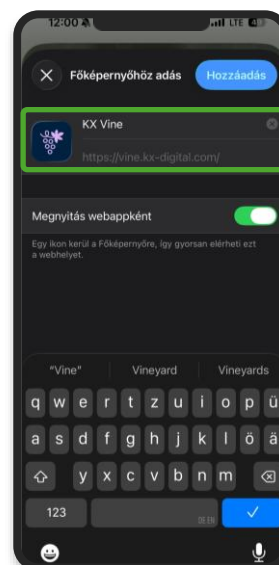 12:00
LTE
Főképernyőhöz adás
Hozzáadás
KX Vine
https://vine.kx-digital.com/
Megnyitás webappként
Egy ikon kerül a Főképernyőre, így gyorsan elérheti ezt
a webhelyet.
"Vine"
Vineyard
Vineyards
q w e r t z u i o p ü
a s d f g h j k l ö ä
y x c v b n m
123